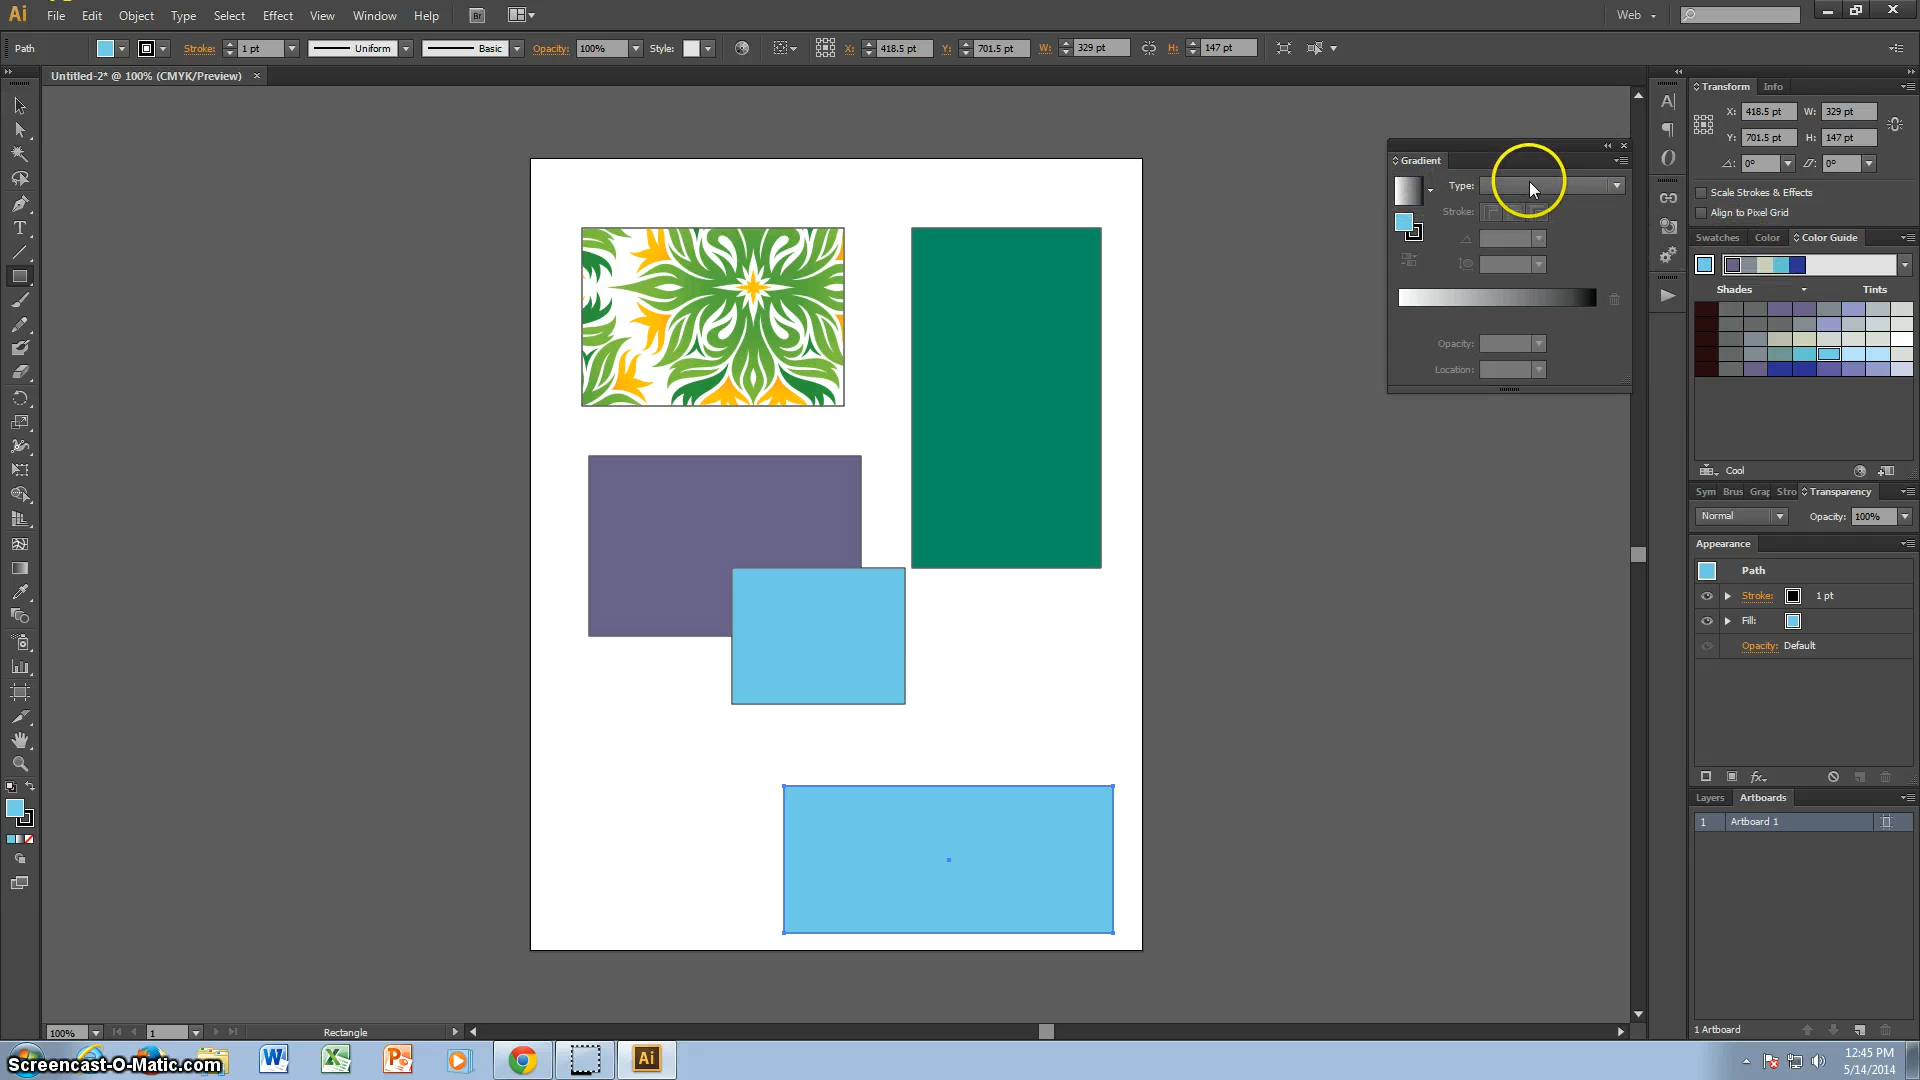 Ai File Edit Object Type Select Effect View Window Help Br Web
Path Stroke: 1 pt Uniform Basic Opacity: 100% Style: X: 418.5 pt Y: 701.5 pt W: 329 pt H: 147 pt
Untitled-2* @ 100% (CMYK/Preview)
Transform Info
X: 418.5 pt W: 329 pt
Y: 701.5 pt H: 147 pt
0° 0°
Scale Strokes & Effects
Align to Pixel Grid
Gradient
Type:
Stroke:
Opacity:
Location:
Swatches Color Color Guide
Shades Tints
Cool
Sym Brus Grap Stro Transparency
Normal Opacity: 100%
Appearance
Path
Stroke: 1 pt
Fill:
Opacity: Default
fx
Layers Artboards
1 Artboard 1
1 Artboard
100% 1 Rectangle
Screencast-O-Matic.com
Ai
12:45 PM
5/14/2014